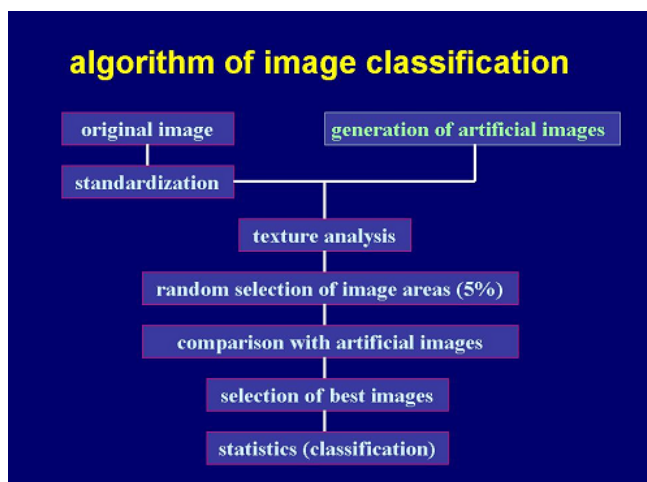 algorithm of image classification
original image
generation of artificial images
standardization
texture analysis
random selection of image areas (5%)
comparison with artificial images
selection of best images
statistics (classification)